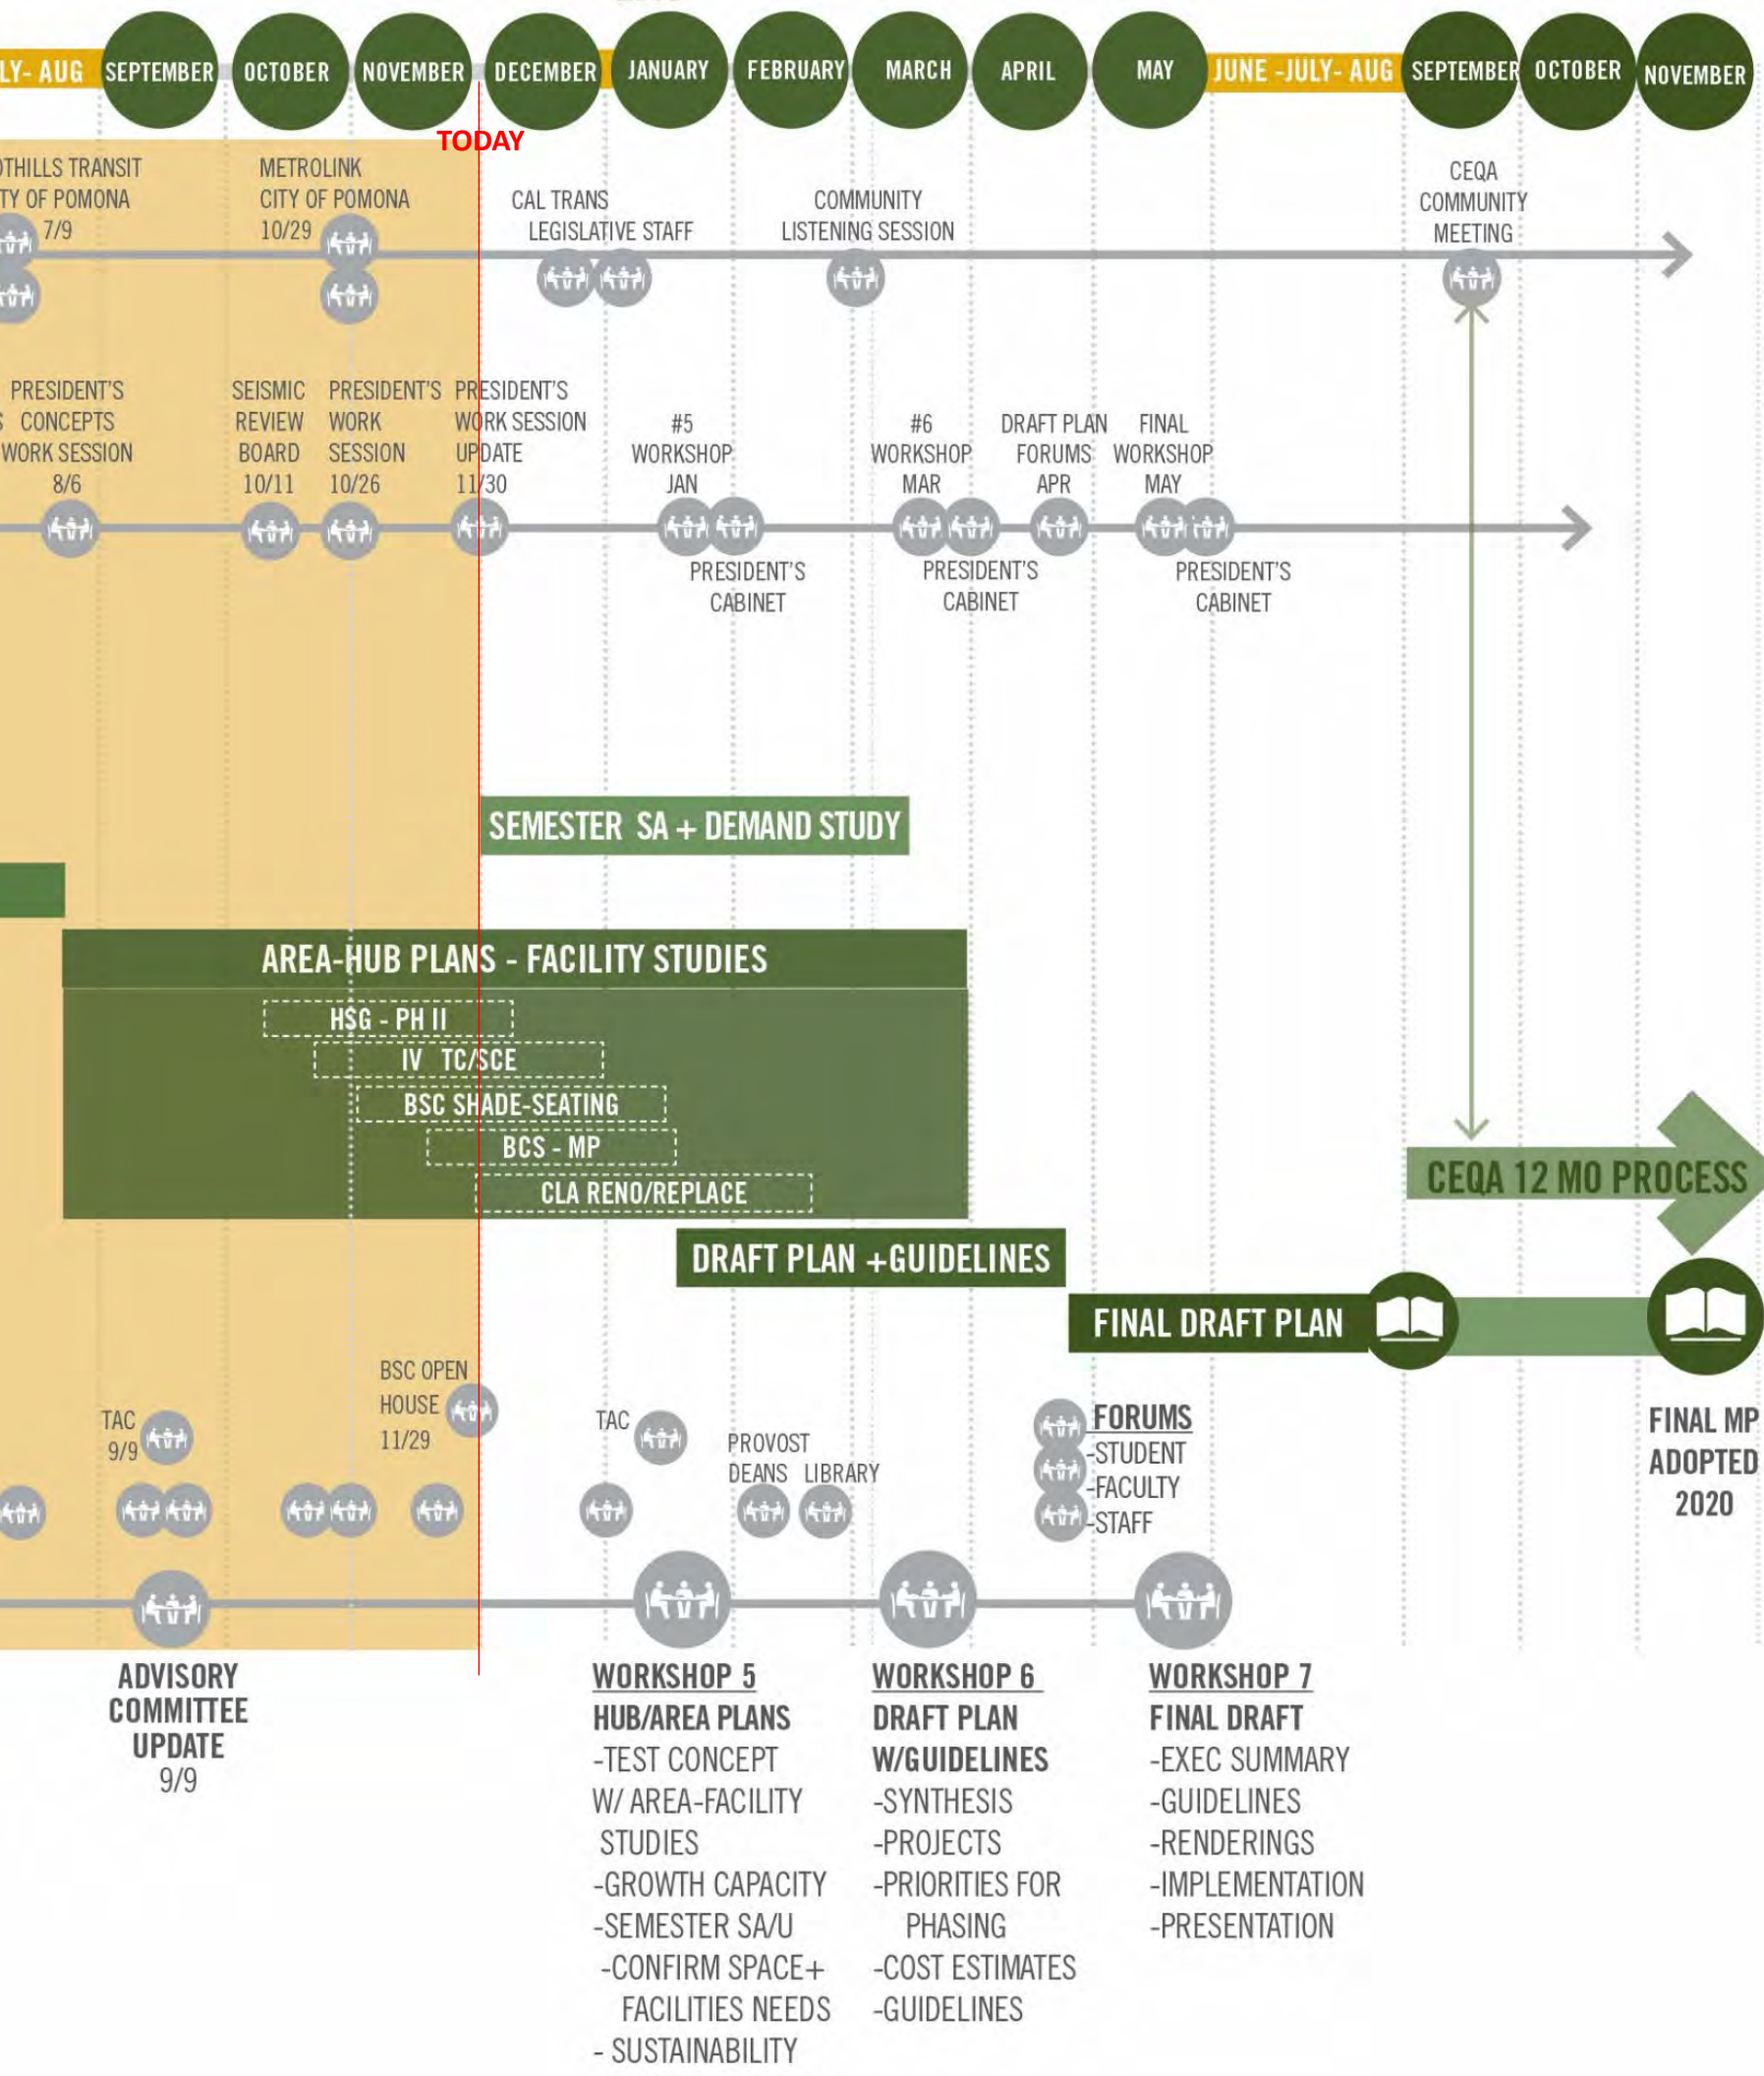 LY- AUG SEPTEMBER OCTOBER NOVEMBER DECEMBER JANUARY FEBRUARY MARCH APRIL MAY JUNE -JULY- AUG SEPTEMBER OCTOBER NOVEMBER
TODAY
OTHILLS TRANSIT
TY OF POMONA
7/9
METROLINK
CITY OF POMONA
10/29
CAL TRANS
LEGISLATIVE STAFF
COMMUNITY
LISTENING SESSION
CEQA
COMMUNITY
MEETING
PRESIDENT'S
S CONCEPTS
WORK SESSION
8/6
SEISMIC
REVIEW
BOARD
10/11
PRESIDENT'S
WORK
SESSION
10/26
PRESIDENT'S
WORK SESSION
UPDATE
11/30
#5
WORKSHOP
JAN
PRESIDENT'S
CABINET
#6
WORKSHOP
MAR
PRESIDENT'S
CABINET
DRAFT PLAN
FORUMS
APR
FINAL
WORKSHOP
MAY
PRESIDENT'S
CABINET
SEMESTER SA + DEMAND STUDY
AREA-HUB PLANS - FACILITY STUDIES
HSG - PH II
IV TC/SCE
BSC SHADE-SEATING
BCS - MP
CLA RENO/REPLACE
CEQA 12 MO PROCESS
DRAFT PLAN +GUIDELINES
FINAL DRAFT PLAN
FINAL MP
ADOPTED
2020
TAC
9/9
BSC OPEN
HOUSE
11/29
TAC
PROVOST
DEANS LIBRARY
FORUMS
-STUDENT
-FACULTY
-STAFF
ADVISORY
COMMITTEE
UPDATE
9/9
WORKSHOP 5
HUB/AREA PLANS
-TEST CONCEPT
W/ AREA-FACILITY
STUDIES
-GROWTH CAPACITY
-SEMESTER SA/U
-CONFIRM SPACE+
FACILITIES NEEDS
- SUSTAINABILITY
WORKSHOP 6
DRAFT PLAN
W/GUIDELINES
-SYNTHESIS
-PROJECTS
-PRIORITIES FOR
PHASING
-COST ESTIMATES
-GUIDELINES
WORKSHOP 7
FINAL DRAFT
-EXEC SUMMARY
-GUIDELINES
-RENDERINGS
-IMPLEMENTATION
-PRESENTATION